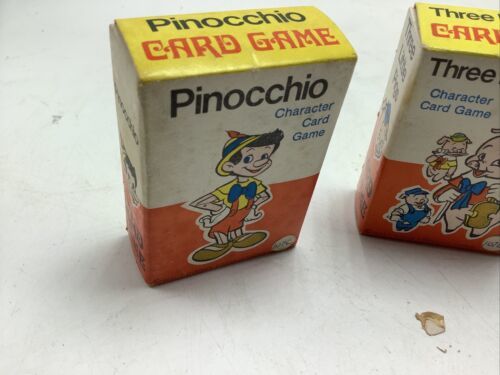 Pinocchio
CARD GAME
Pinocchio
Character
Card
Game
Three
CARD
Three
Character
Card Game